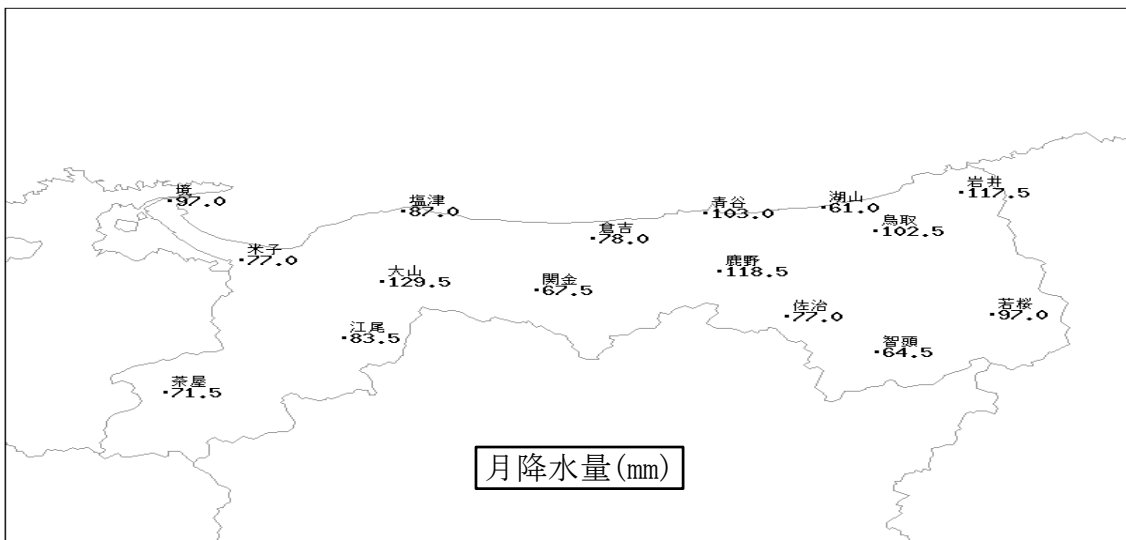 境
97.0
塩津
87.0
青谷
103.0
湖山
61.0
岩井
117.5
鳥取
102.5
倉吉
78.0
米子
77.0
大山
129.5
関金
67.5
鹿野
118.5
佐治
77.0
若桜
97.0
江尾
83.5
智頭
64.5
茶屋
71.5
月降水量(㎜)